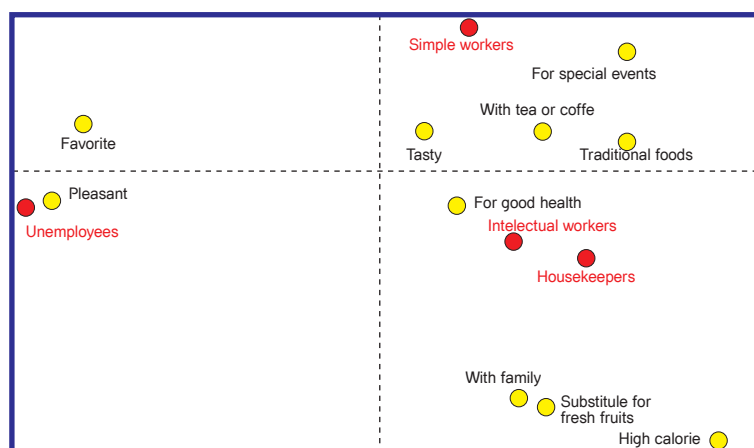 Simple workers
For special events
With tea or coffe
Favorite
Tasty
Traditional foods
Pleasant
For good health
Unemployees
Intelectual workers
Housekeepers
With family
Substitule for
fresh fruits
High calorie